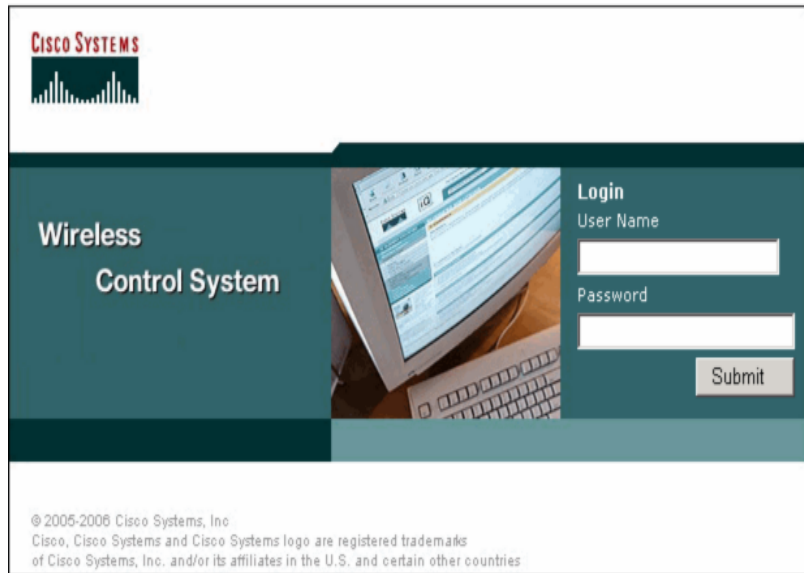 CISCO SYSTEMS
Wireless
Control System
iQ
Login
User Name
Password
Submit
© 2005-2006 Cisco Systems, Inc
Cisco, Cisco Systems and Cisco Systems logo are registered trademarks
of Cisco Systems, Inc. and/or its affiliates in the U.S. and certain other countries